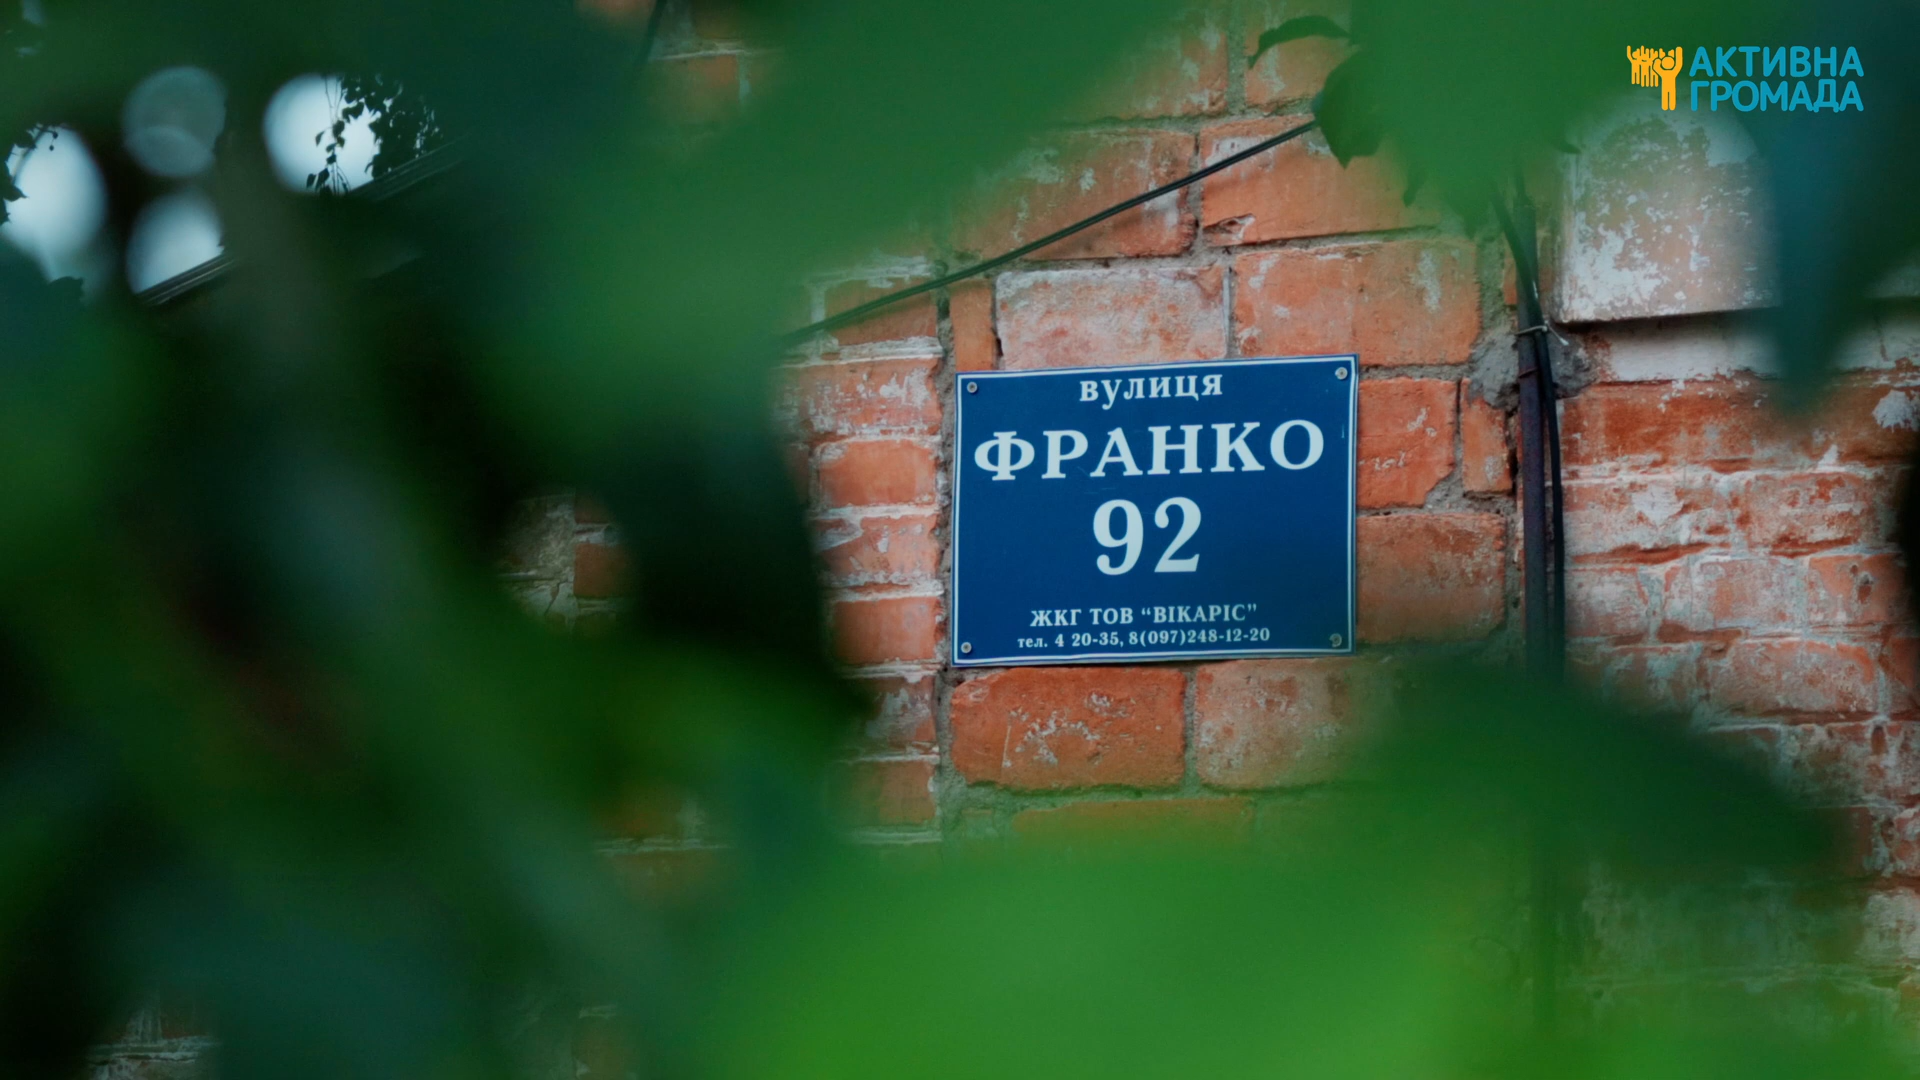 АКТИВНА
ГРОМАДА
вулиця
ФРАНКО
92
ЖКГ ТОВ “ВІКАРІС”
тел. 4 20-35, 8(097)248-12-20